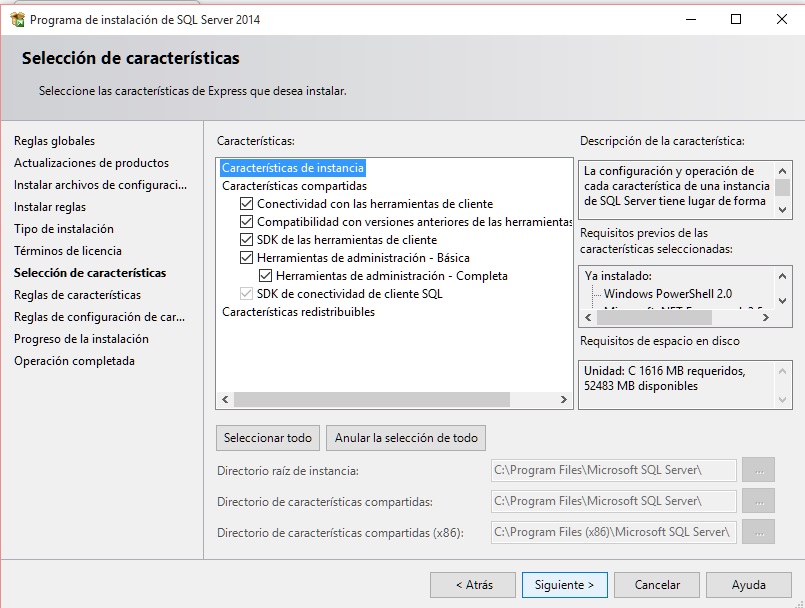 Programa de instalación de SQL Server 2014
Selección de características
Seleccione las características de Express que desea instalar.
Reglas globales
Actualizaciones de productos
Instalar archivos de configuraci...
Instalar reglas
Tipo de instalación
Términos de licencia
Selección de características
Reglas de características
Reglas de configuración de car...
Progreso de la instalación
Operación completada
Características:
Características de instancia
Características compartidas
Conectividad con las herramientas de cliente
Compatibilidad con versiones anteriores de las herramientas
SDK de las herramientas de cliente
Herramientas de administración - Básica
Herramientas de administración - Completa
SDK de conectividad de cliente SQL
Características redistribuibles
Descripción de la característica:
La configuración y operación de
cada característica de una instancia
de SQL Server tiene lugar de forma
Requisitos previos de las
características seleccionadas:
Ya instalado:
Windows PowerShell 2.0
Requisitos de espacio en disco
Unidad: C 1616 MB requeridos,
52483 MB disponibles
Seleccionar todo
Anular la selección de todo
Directorio raíz de instancia:
C:\Program Files\Microsoft SQL Server\
...
Directorio de características compartidas:
C:\Program Files\Microsoft SQL Server\
...
Directorio de características compartidas (x86):
C:\Program Files (x86)\Microsoft SQL Server\
...
< Atrás
Siguiente >
Cancelar
Ayuda